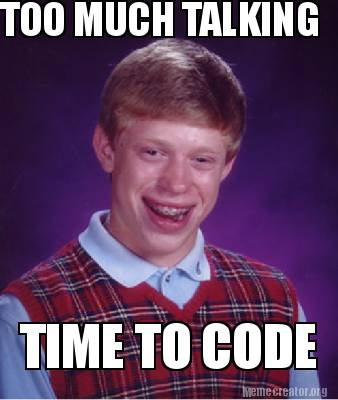 TOO MUCH TALKING
TIME TO CODE
Memecreator.org